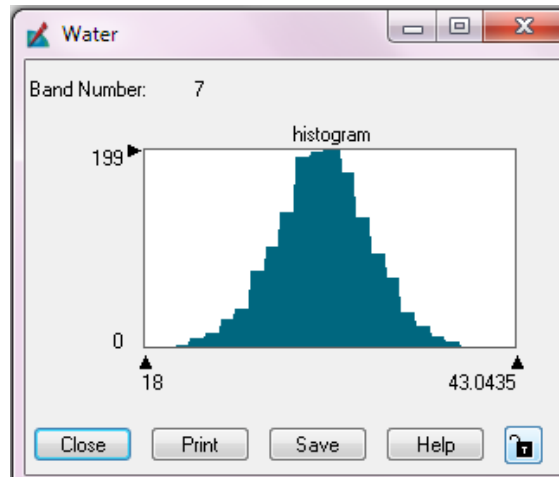 Water
Band Number: 7
histogram
199
0
18 43.0435
Close Print Save Help